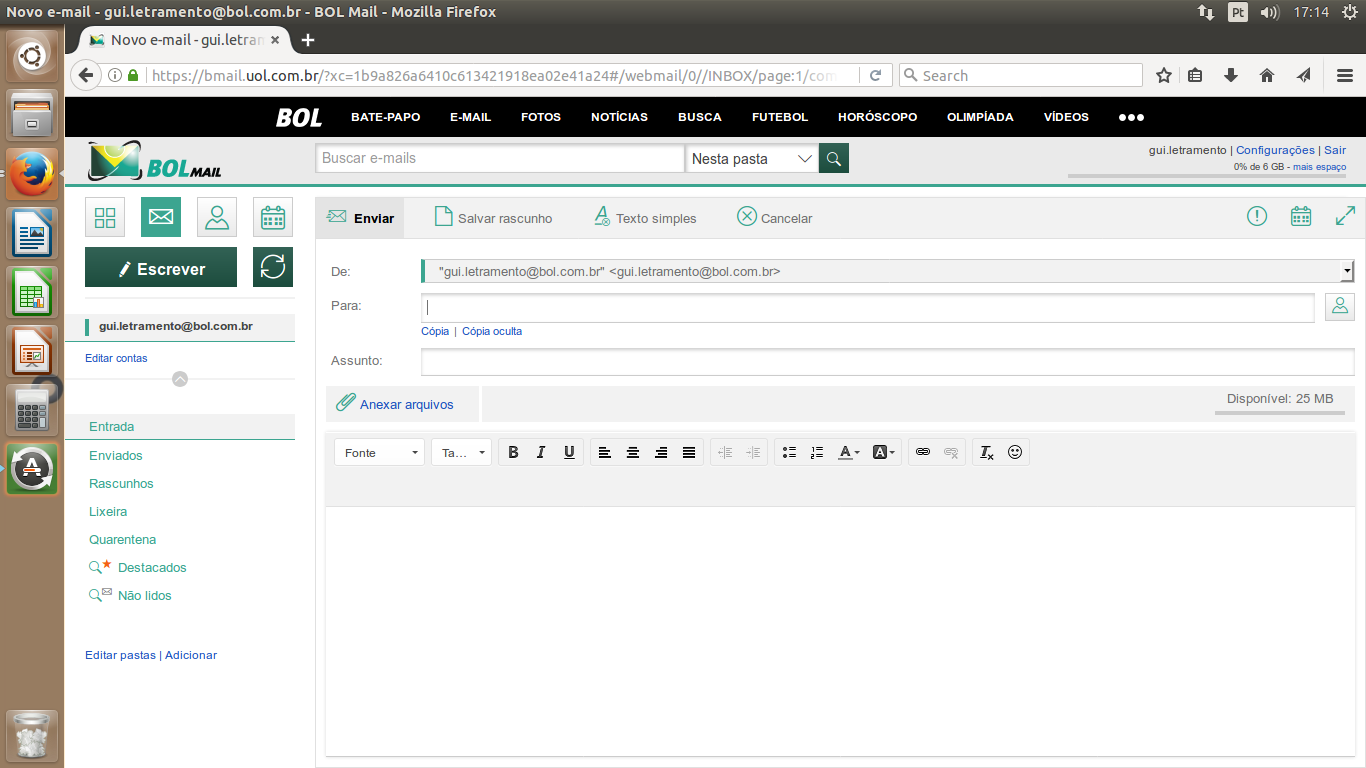 Novo e-mail - gui.letramento@bol.com.br - BOL Mail - Mozilla Firefox
Pt
17:14
Novo e-mail - gui.letram
https://bmail.uol.com.br/?xc=1b9a826a6410c613421918ea02e41a24#/webmail/0//INBOX/page:1/com
Search
BOL BATE-PAPO E-MAIL FOTOS NOTÍCIAS BUSCA FUTEBOL HORÓSCOPO OLIMPÍADA VÍDEOS
BOL MAIL
Buscar e-mails
Nesta pasta
gui.letramento | Configurações | Sair
0% de 6 GB - mais espaço
Escrever
gui.letramento@bol.com.br
Editar contas
Entrada
Enviados
Rascunhos
Lixeira
Quarentena
Destacados
Não lidos
Editar pastas | Adicionar
Enviar Salvar rascunho Texto simples Cancelar
De: "gui.letramento@bol.com.br" <gui.letramento@bol.com.br>
Para:
Cópia | Cópia oculta
Assunto:
Anexar arquivos
Disponível: 25 MB
Fonte Ta... B I U A A Tx